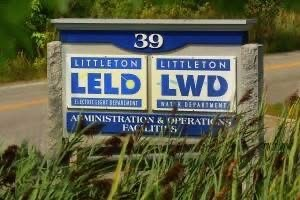 39
LITTLETON LITTLETON
LELD LWD
ELECTRIC LIGHT DEPARTMENT WATER DEPARTMENT
ADMINISTRATION & OPERATIONS
FACILITIES